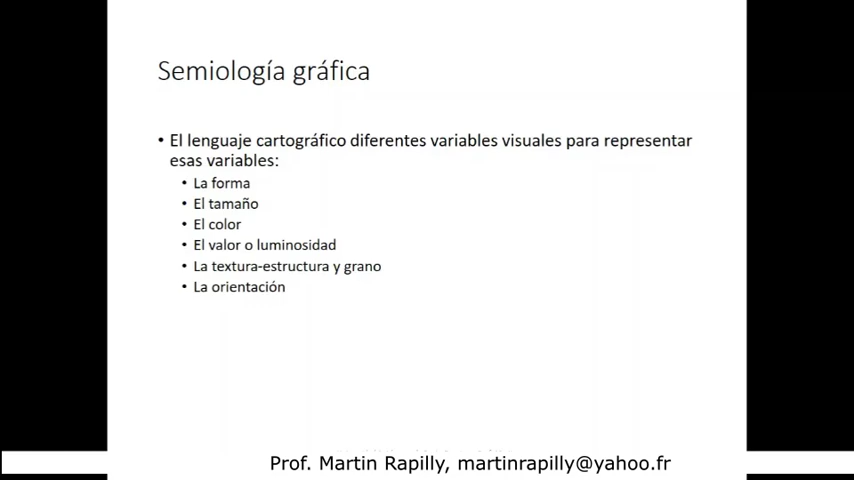 Semiología gráfica
• El lenguaje cartográfico diferentes variables visuales para representar
esas variables:
• La forma
• El tamaño
• El color
• El valor o luminosidad
• La textura-estructura y grano
• La orientación
Prof. Martin Rapilly, martinrapilly@yahoo.fr